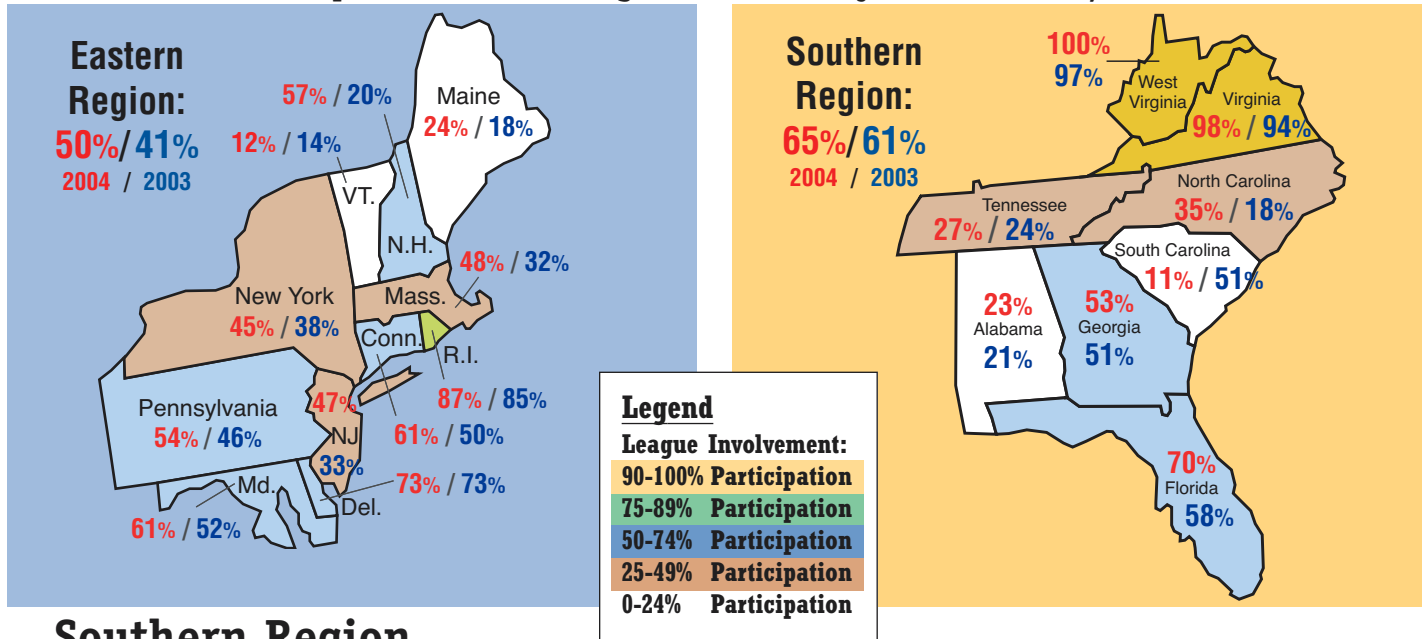 Eastern
Region:
50%/ 41%
2004 / 2003
57% / 20%
12% / 14%
Maine
24% / 18%
VT.
N.H.
48% / 32%
New York
45% / 38%
Mass.
Conn.
R.I.
87% / 85%
61% / 50%
Pennsylvania
54% / 46%
47%
NJ
33%
73% / 73%
Md.
Del.
61% / 52%
Southern
Region:
65%/ 61%
2004 / 2003
100%
97%
West
Virginia
Virginia
98% / 94%
North Carolina
35% / 18%
Tennessee
27% / 24%
South Carolina
11% / 51%
23%
Alabama
21%
53%
Georgia
51%
70%
Florida
58%
Legend
League Involvement:
90-100% Participation
75-89% Participation
50-74% Participation
25-49% Participation
0-24% Participation
Southern Region